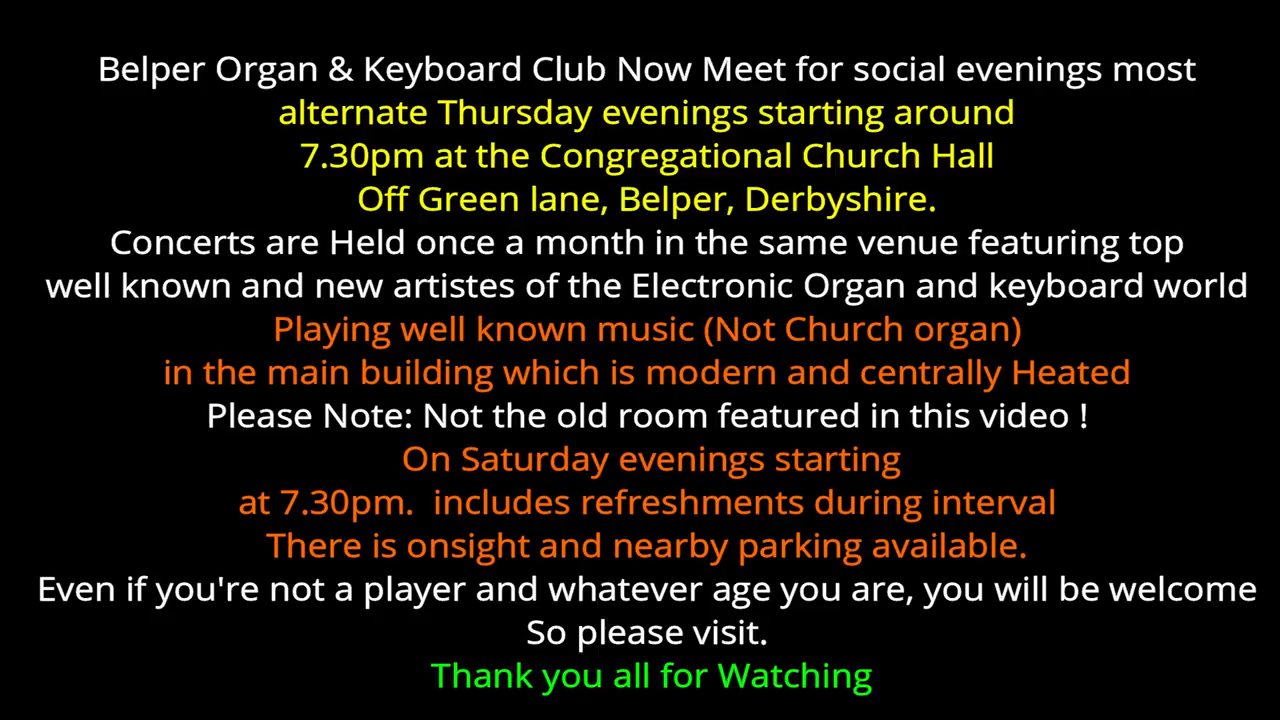 Belper Organ & Keyboard Club Now Meet for social evenings most
alternate Thursday evenings starting around
7.30pm at the Congregational Church Hall
Off Green lane, Belper, Derbyshire.
Concerts are Held once a month in the same venue featuring top
well known and new artistes of the Electronic Organ and keyboard world
Playing well known music (Not Church organ)
in the main building which is modern and centrally Heated
Please Note: Not the old room featured in this video !
On Saturday evenings starting
at 7.30pm.  includes refreshments during interval
There is onsight and nearby parking available.
Even if you're not a player and whatever age you are, you will be welcome
So please visit.
Thank you all for Watching